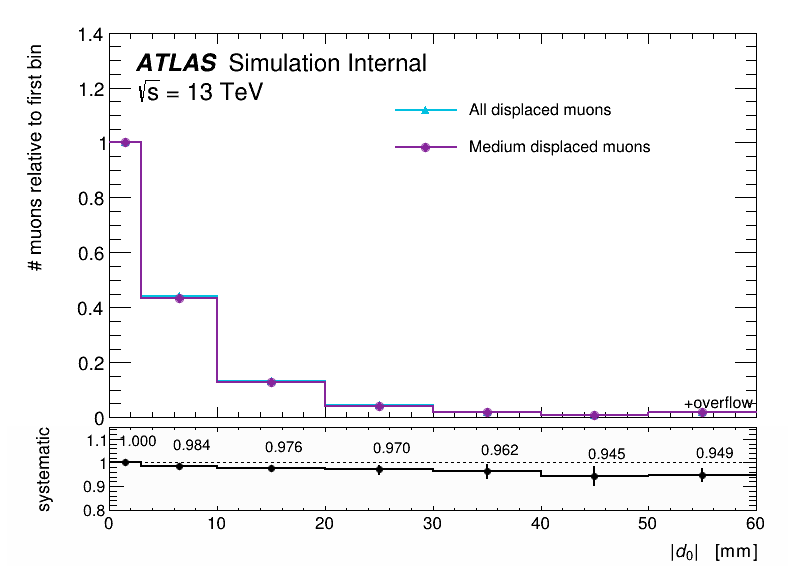 ATLAS Simulation Internal
√s = 13 TeV
All displaced muons
Medium displaced muons
# muons relative to first bin
1.4
1.2
1
0.8
0.6
0.4
0.2
0
+overflow
systematic
1.1
1
0.9
0.8
1.000 0.984 0.976 0.970 0.962 0.945 0.949
0 10 20 30 40 50 60
|d₀| [mm]